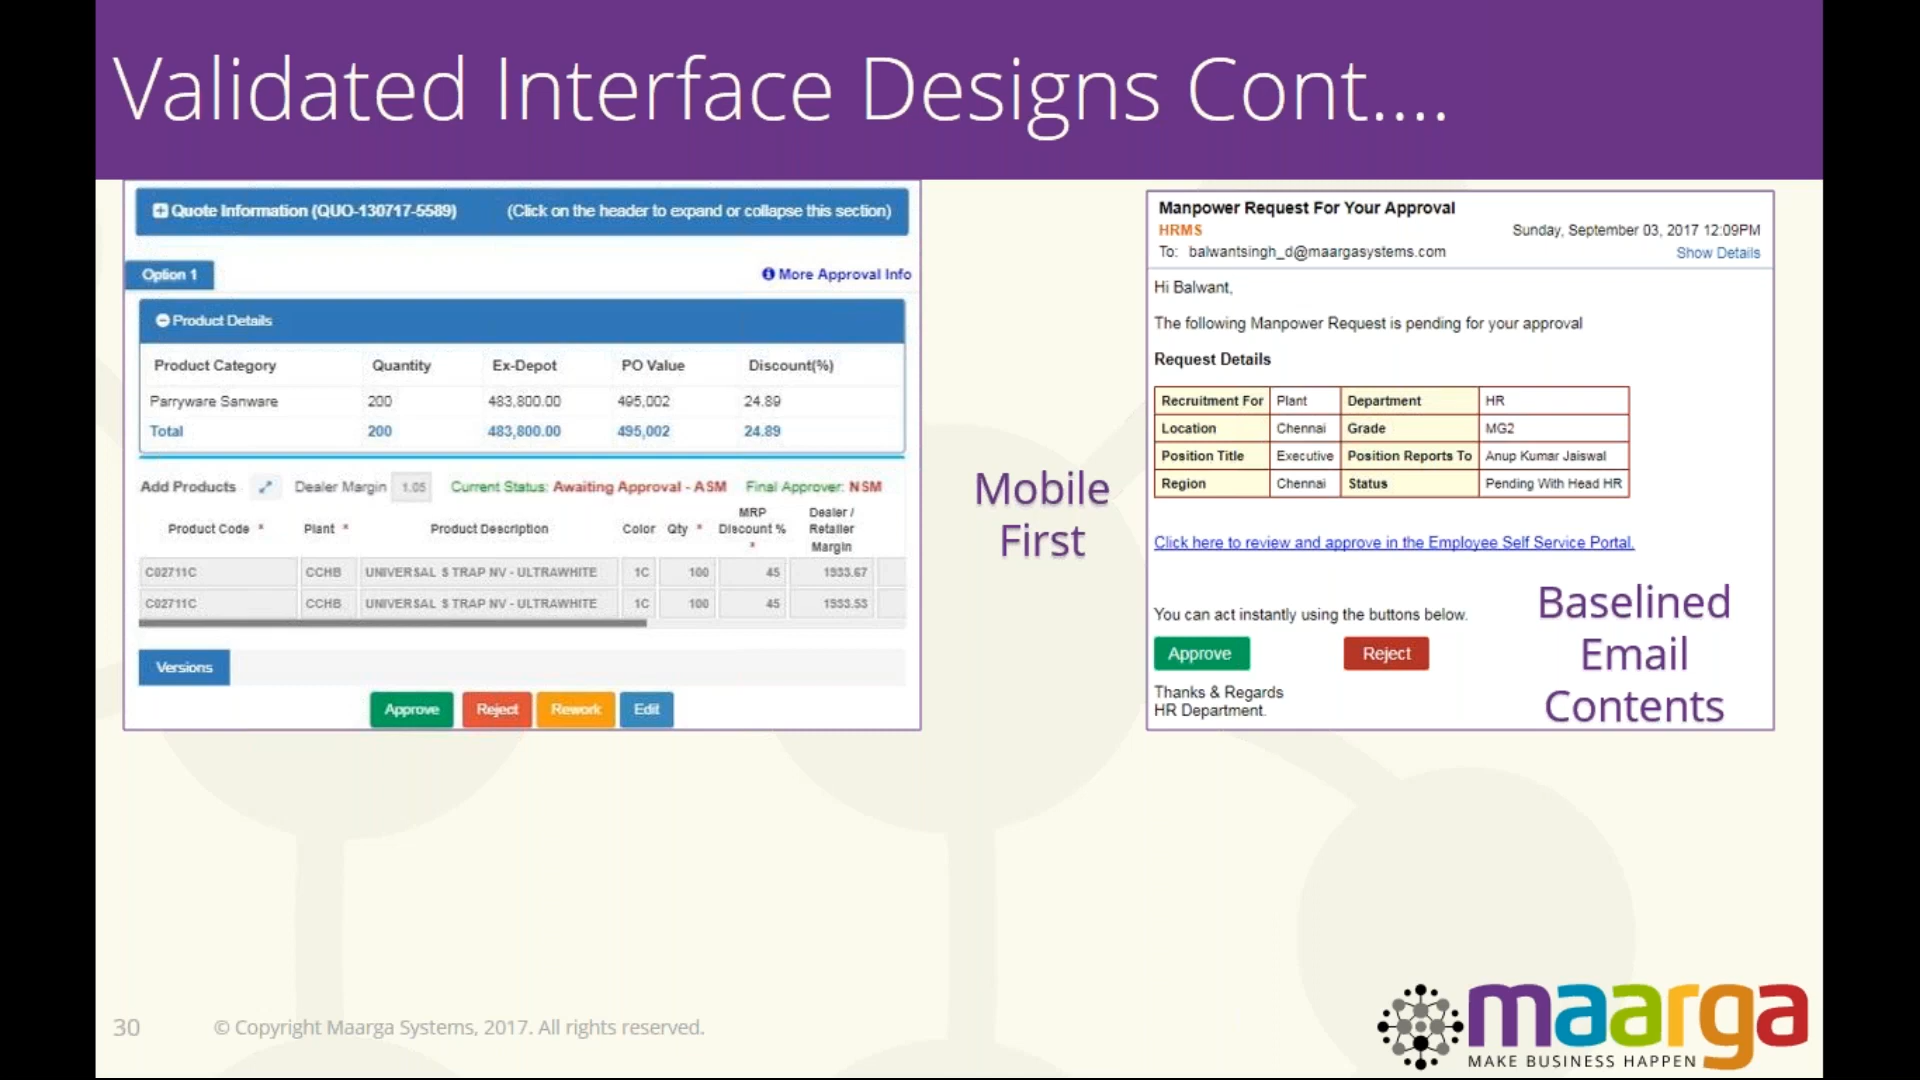 Validated Interface Designs Cont....
Quote Information (QUO-130717-5589) (Click on the header to expand or collapse this section)
Option 1 More Approval Info
Product Details
Product Category Quantity Ex-Depot PO Value Discount(%)
Parryware Sanware 200 483,800.00 495,002 24.89
Total 200 483,800.00 495,002 24.89
Add Products Dealer Margin 1.05 Current Status: Awaiting Approval - ASM Final Approver: NSM
Product Code * Plant * Product Description Color Qty * MRP Discount % * Dealer / Retailer Margin
C02711C CCHB UNIVERSAL S TRAP NV - ULTRAWHITE 1C 100 45 1933.67
C02711C CCHB UNIVERSAL S TRAP NV - ULTRAWHITE 1C 100 45 1933.53
Versions
Approve Reject Rework Edit
Mobile
First
Manpower Request For Your Approval
HRMS Sunday, September 03, 2017 12:09PM
To: balwantsingh_d@maargasystems.com Show Details
Hi Balwant,
The following Manpower Request is pending for your approval
Request Details
Recruitment For Plant Department HR
Location Chennai Grade MG2
Position Title Executive Position Reports To Anup Kumar Jaiswal
Region Chennai Status Pending With Head HR
Click here to review and approve in the Employee Self Service Portal.
You can act instantly using the buttons below.
Approve Reject
Thanks & Regards
HR Department.
Baselined
Email
Contents
30 © Copyright Maarga Systems, 2017. All rights reserved.
maarga
MAKE BUSINESS HAPPEN